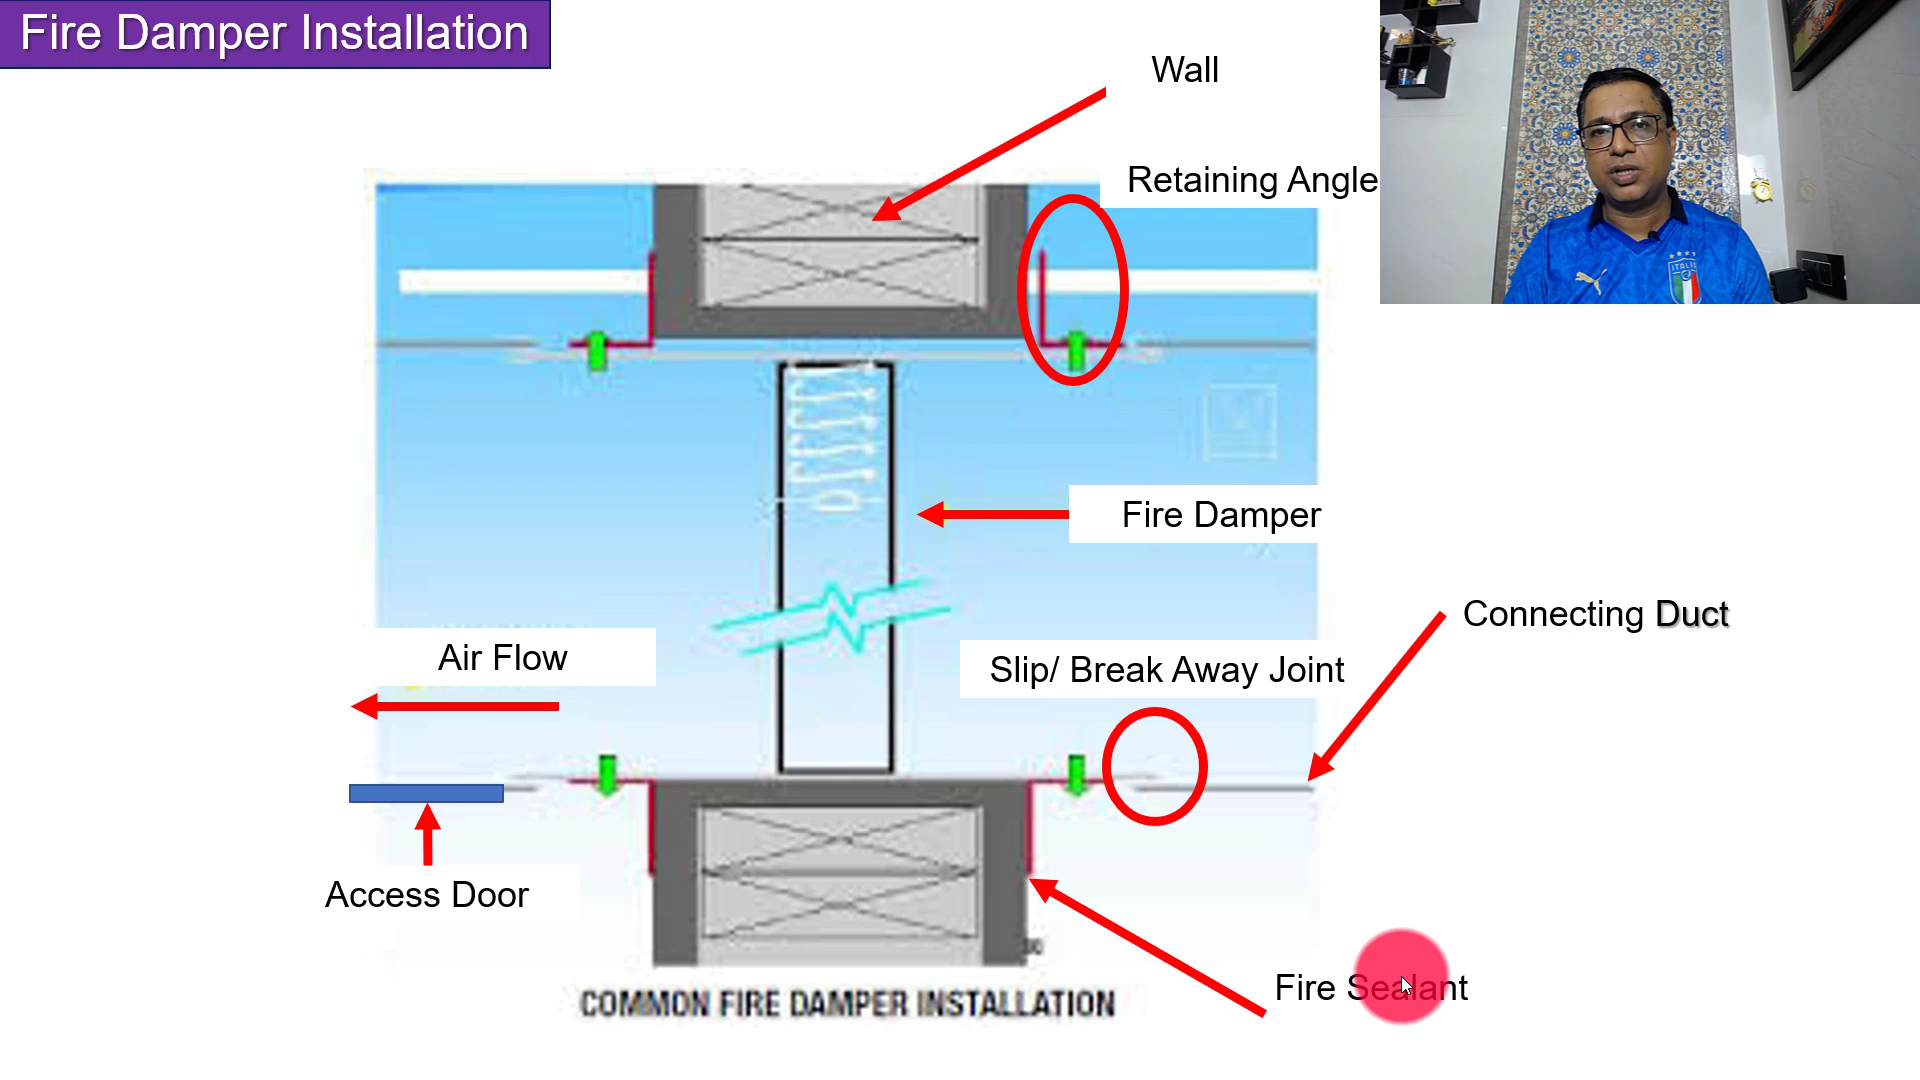 Fire Damper Installation
Wall
Retaining Angle
Fire Damper
Connecting Duct
Air Flow
Slip/ Break Away Joint
Access Door
Fire Sealant
COMMON FIRE DAMPER INSTALLATION
ITALIA